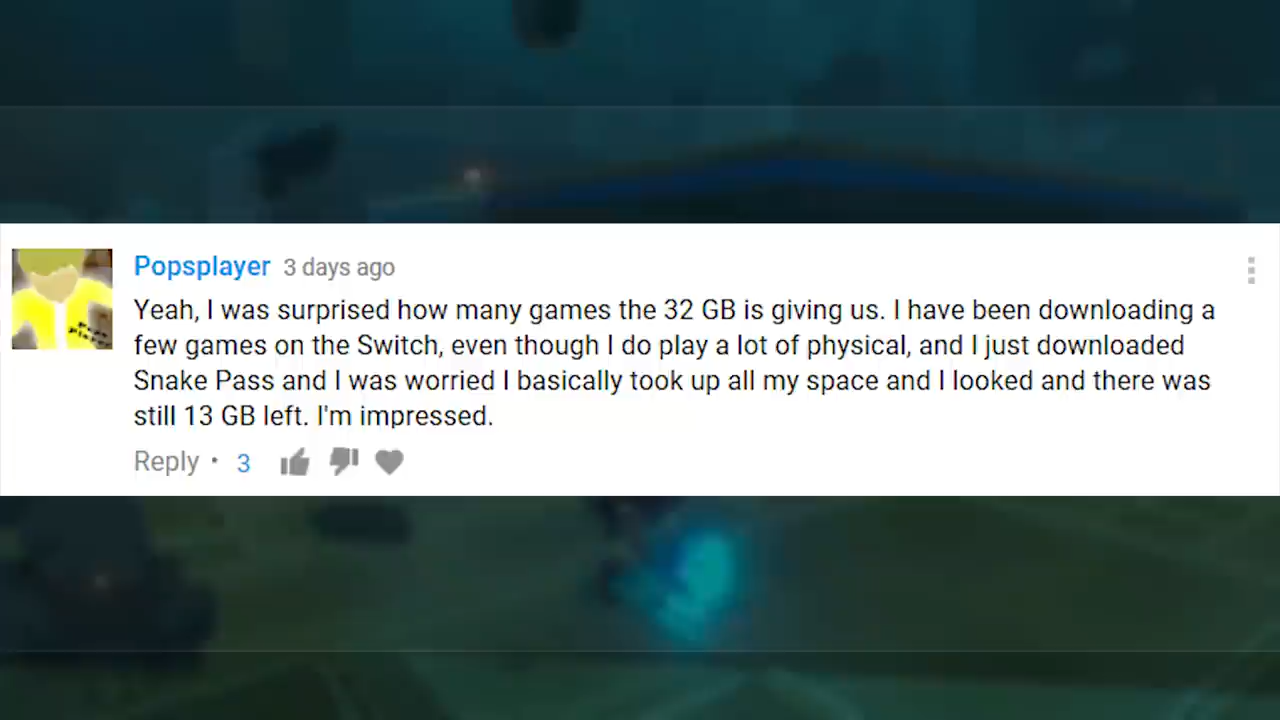 Popsplayer 3 days ago
Yeah, I was surprised how many games the 32 GB is giving us. I have been downloading a
few games on the Switch, even though I do play a lot of physical, and I just downloaded
Snake Pass and I was worried I basically took up all my space and I looked and there was
still 13 GB left. I'm impressed.
Reply • 3